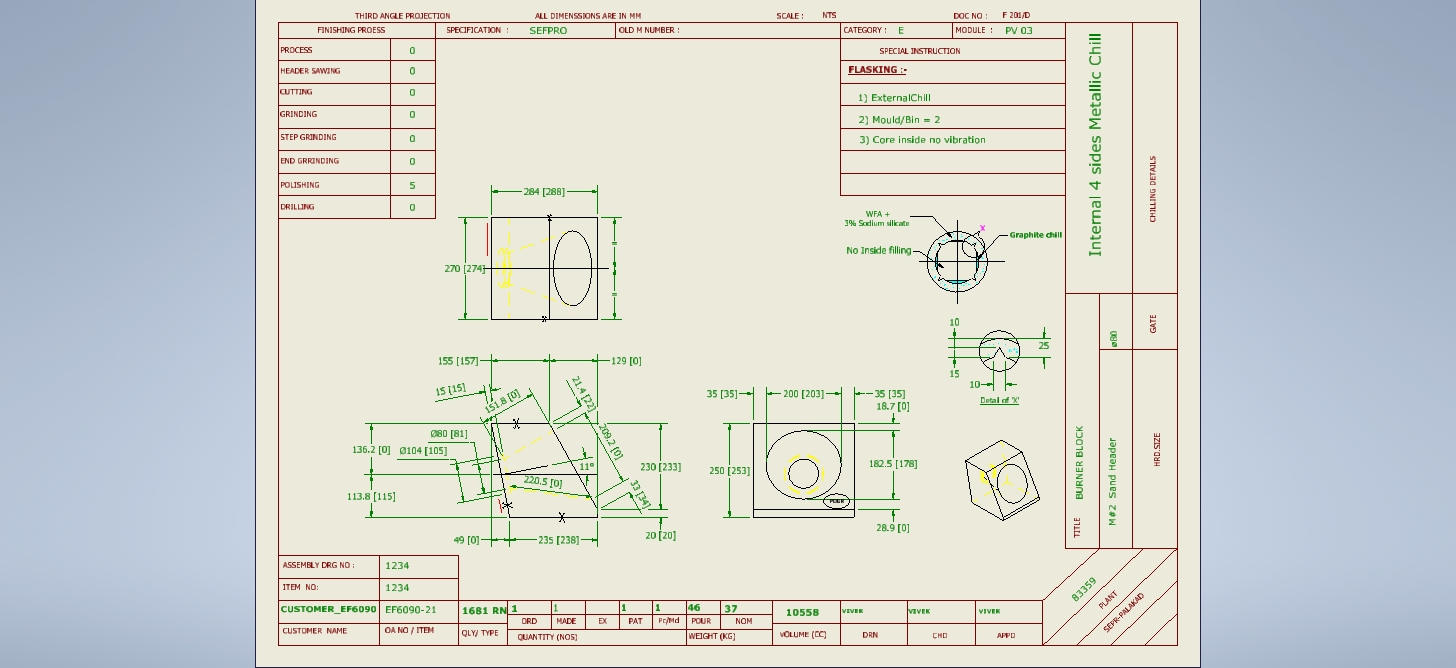 THIRD ANGLE PROJECTION ALL DIMENSSIONS ARE IN MM SCALE : NTS DOC NO : F 201/D
FINISHING PROESS SPECIFICATION : SEFPRO OLD M NUMBER : CATEGORY : E MODULE : PV 03
PROCESS 0
HEADER SAWING 0
CUTTING 0
GRINDING 0
STEP GRINDING 0
END GRRINDING 0
POLISHING 5
DRILLING 0
SPECIAL INSTRUCTION
FLASKING :-
1) ExternalChill
2) Mould/Bin = 2
3) Core inside no vibration
Internal 4 sides Metallic Chill
CHILLING DETAILS
284 [288]
270 [274]
=
=
WFA +
3% Sodium silicate
No Inside filling
X
Graphite chill
10
25
15
10
Detail of 'X'
155 [157] 129 [0]
15 [15]
151.8 [0]
21.4 [22]
209.2 [0]
Ø80 [81]
Ø104 [105]
136.2 [0]
113.8 [115]
11°
220.5 [0]
33 [34]
230 [233]
20 [20]
49 [0] 235 [238]
35 [35] 200 [203] 35 [35]
18.7 [0]
250 [253]
182.5 [178]
POUR
28.9 [0]
GATE
ø80
HRD.SIZE
M#2 Sand Header
TITLE BURNER BLOCK
83359
PLANT
SEPR-PALAKAD
ASSEMBLY DRG NO : 1234
ITEM NO: 1234
CUSTOMER_EF6090 EF6090-21 1681 RN 1 1 1 1 46 37 10558 VIVEK VIVEK VIVEK
ORD MADE EX PAT Pc/Md POUR NOM
CUSTOMER NAME OA NO / ITEM QLY/ TYPE QUANTITY (NOS) WEIGHT (KG) VOLUME (CC) DRN CHD APPD